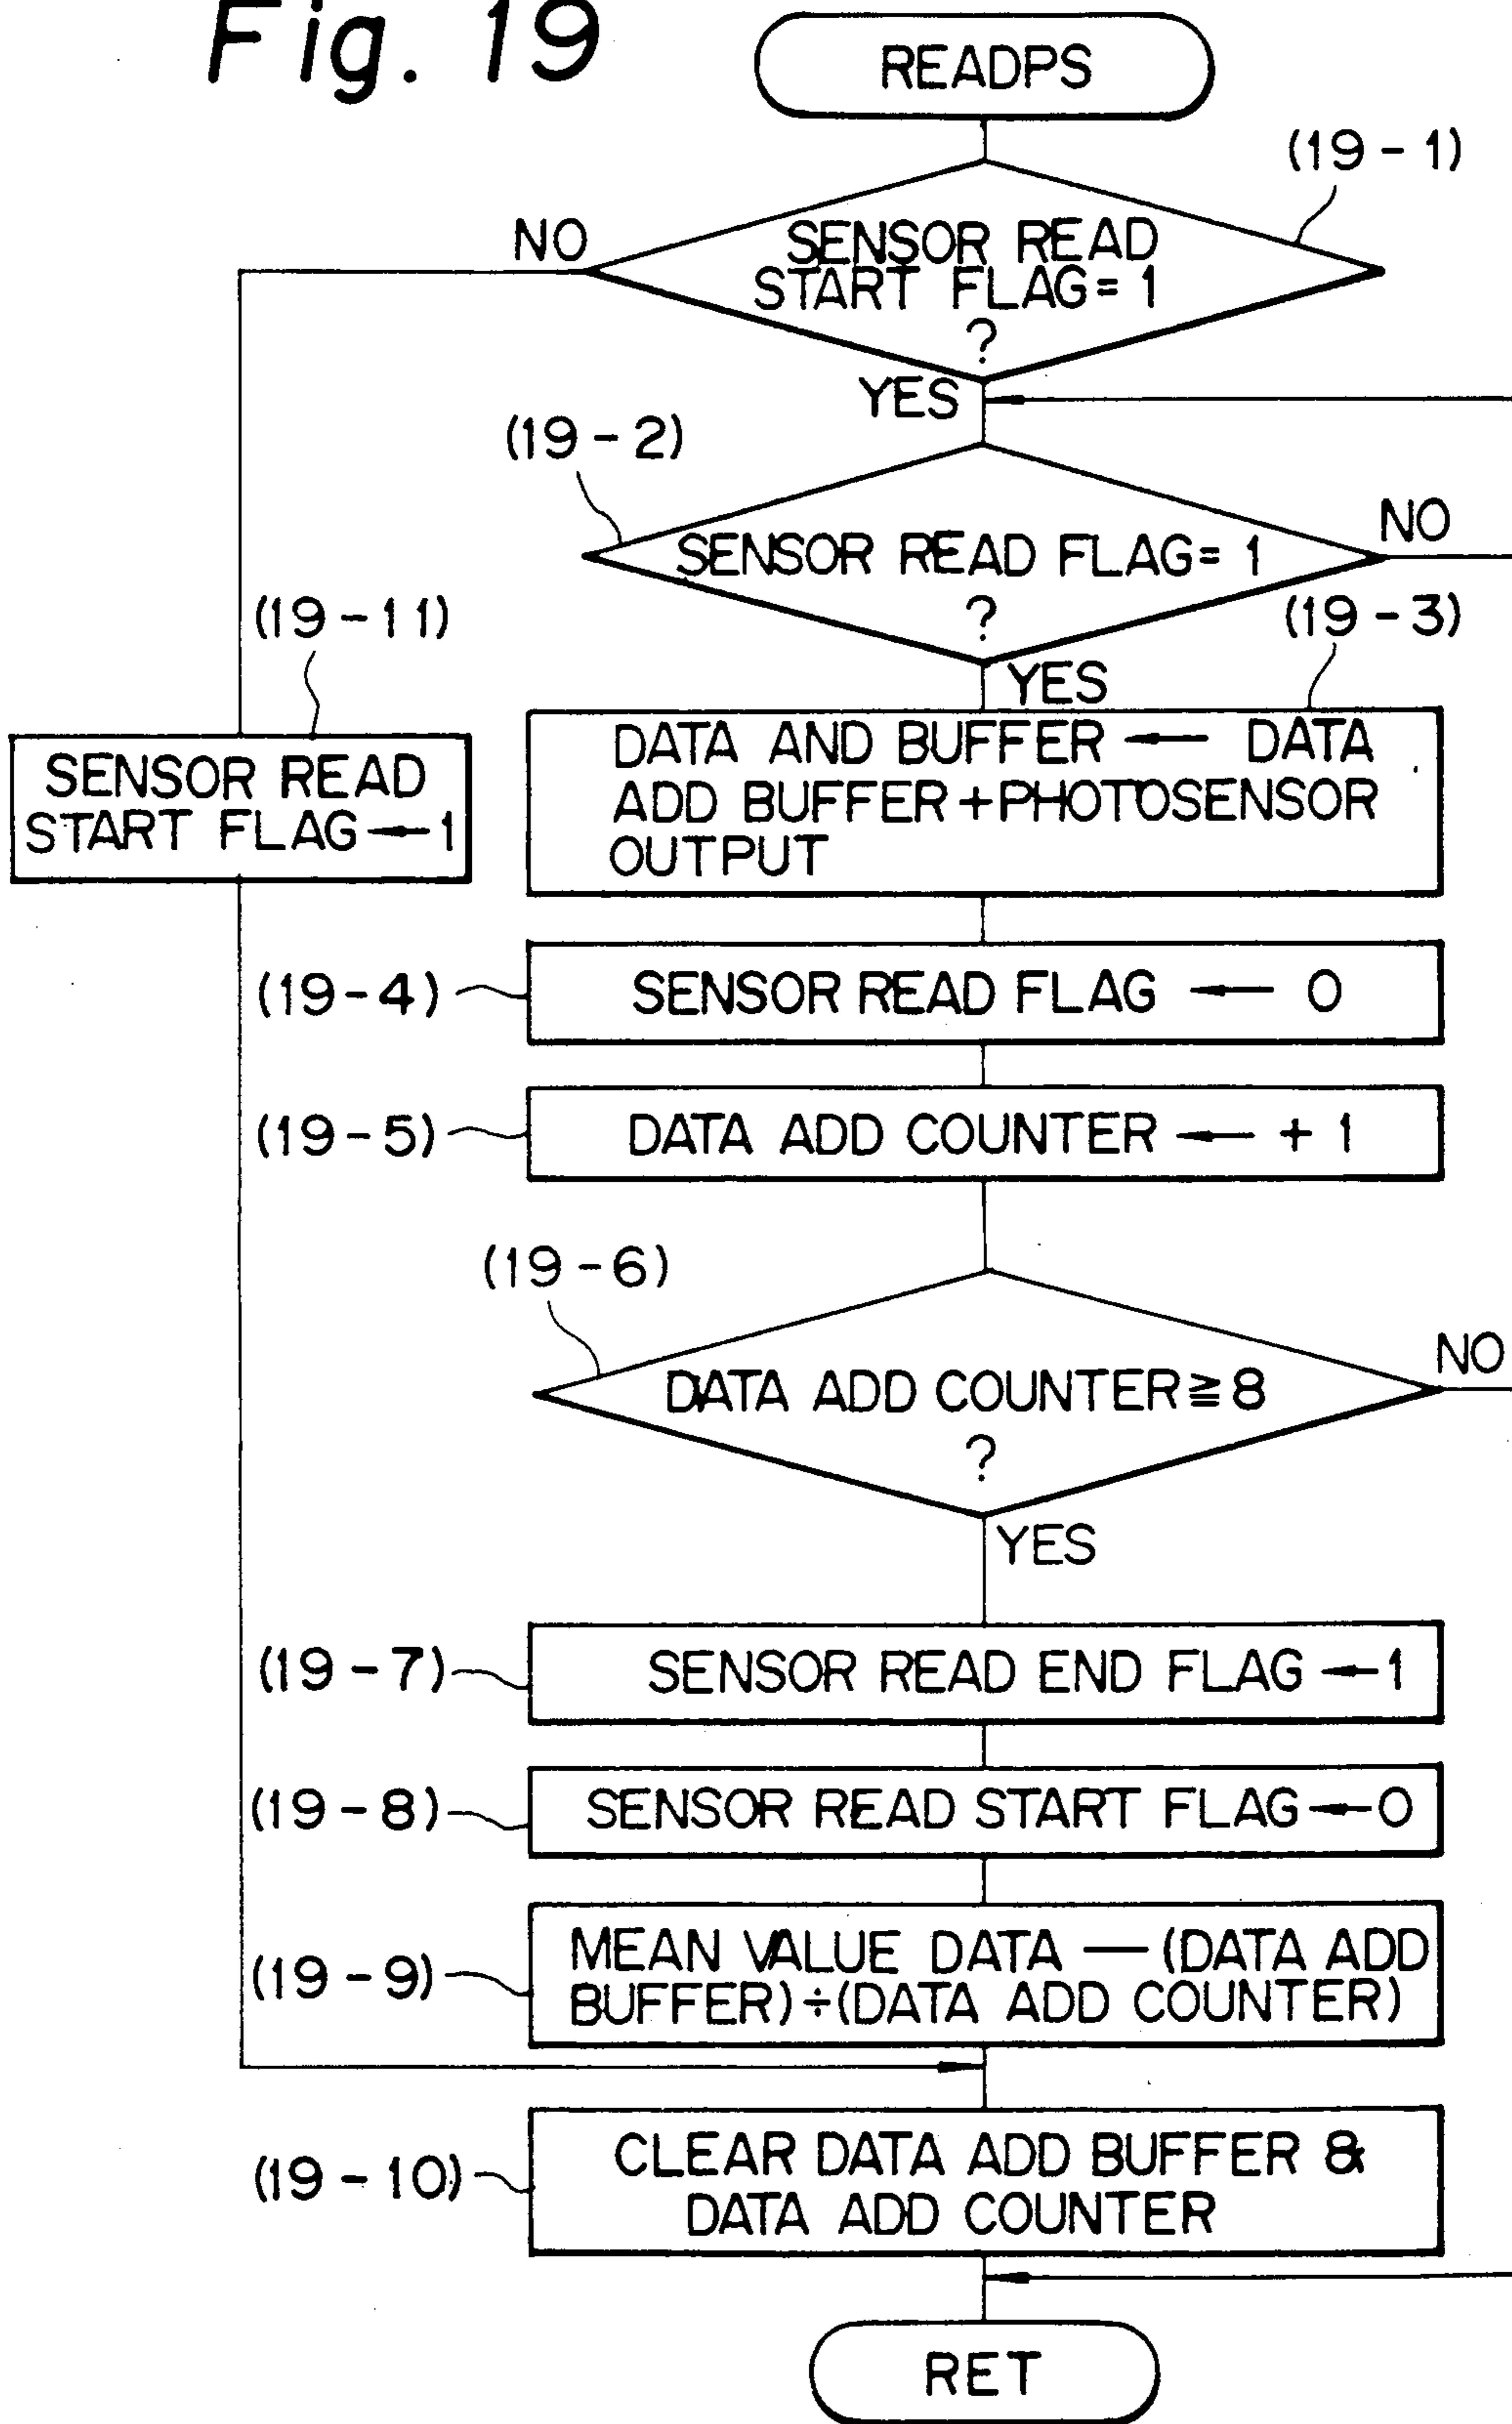 Fig. 19
READPS
(19-1)
NO
SENSOR READ
START FLAG = 1
?
YES
(19-2)
SENSOR READ FLAG = 1
?
NO
(19-3)
YES
(19-11)
SENSOR READ
START FLAG ← 1
DATA AND BUFFER ← DATA
ADD BUFFER + PHOTOSENSOR
OUTPUT
(19-4)
SENSOR READ FLAG ← 0
(19-5)
DATA ADD COUNTER ← + 1
(19-6)
DATA ADD COUNTER ≧ 8
?
NO
YES
(19-7)
SENSOR READ END FLAG ← 1
(19-8)
SENSOR READ START FLAG ← 0
(19-9)
MEAN VALUE DATA — (DATA ADD
BUFFER) ÷ (DATA ADD COUNTER)
(19-10)
CLEAR DATA ADD BUFFER &
DATA ADD COUNTER
RET